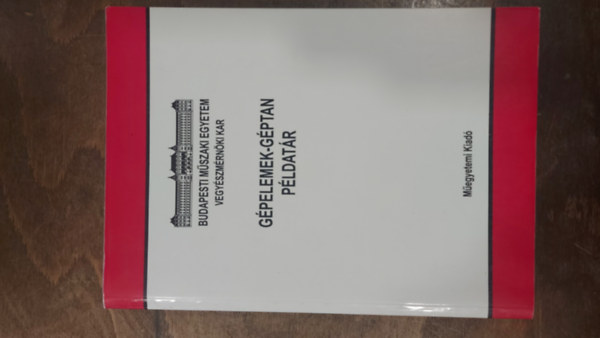 BUDAPESTI MŰSZAKI EGYETEM
VEGYÉSZMÉRNÖKI KAR
GÉPELEMEK-GÉPTAN
PÉLDATÁR
Műegyetemi Kiadó